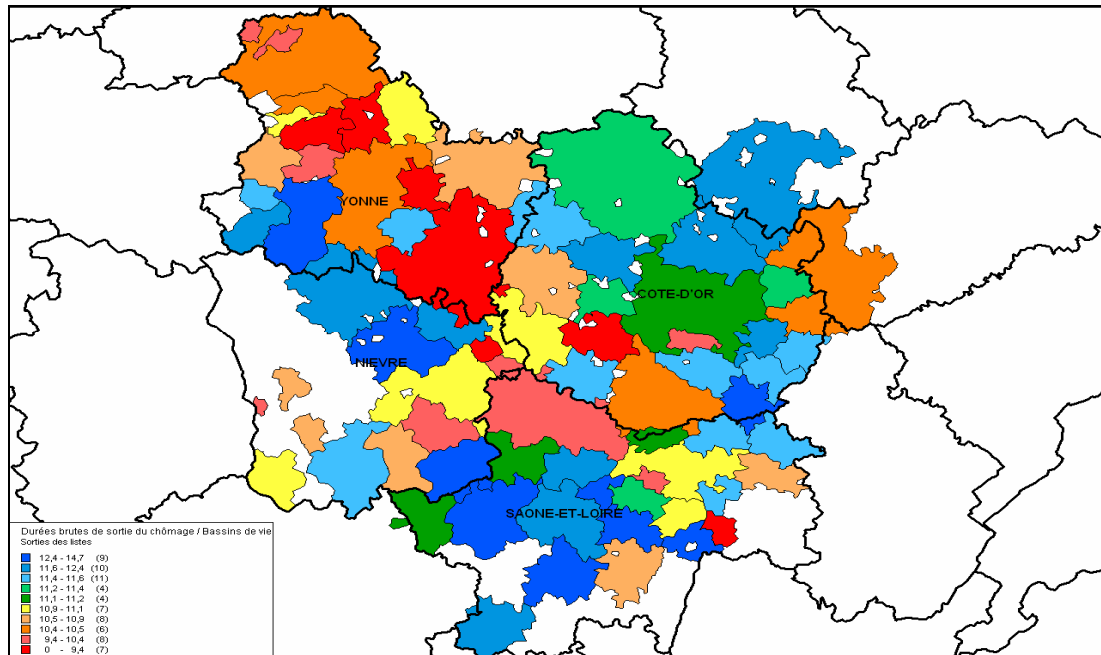 YONNE
COTE-D'OR
NIEVRE
SAONE-ET-LOIRE
Durées brutes de sortie du chômage / Bassins de vie
Sorties des listes
12,4 - 14,7 (9)
11,6 - 12,4 (10)
11,4 - 11,6 (11)
11,2 - 11,4 (4)
11,1 - 11,2 (4)
10,9 - 11,1 (7)
10,5 - 10,9 (8)
10,4 - 10,5 (6)
9,4 - 10,4 (8)
0 - 9,4 (7)